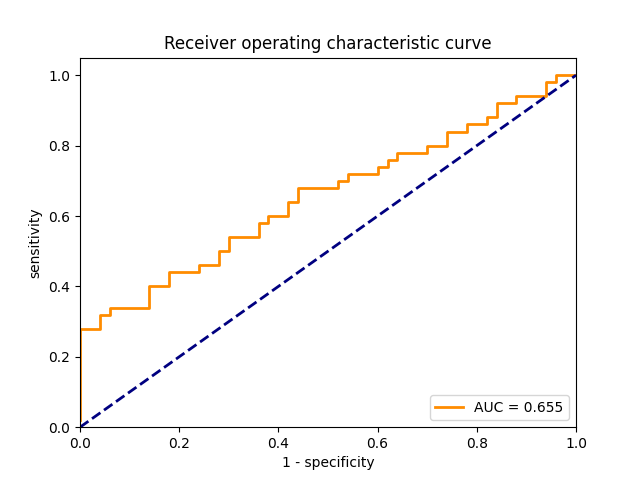 Receiver operating characteristic curve
1.0
0.8
0.6
0.4
0.2
0.0
sensitivity
AUC = 0.655
0.0 0.2 0.4 0.6 0.8 1.0
1 - specificity